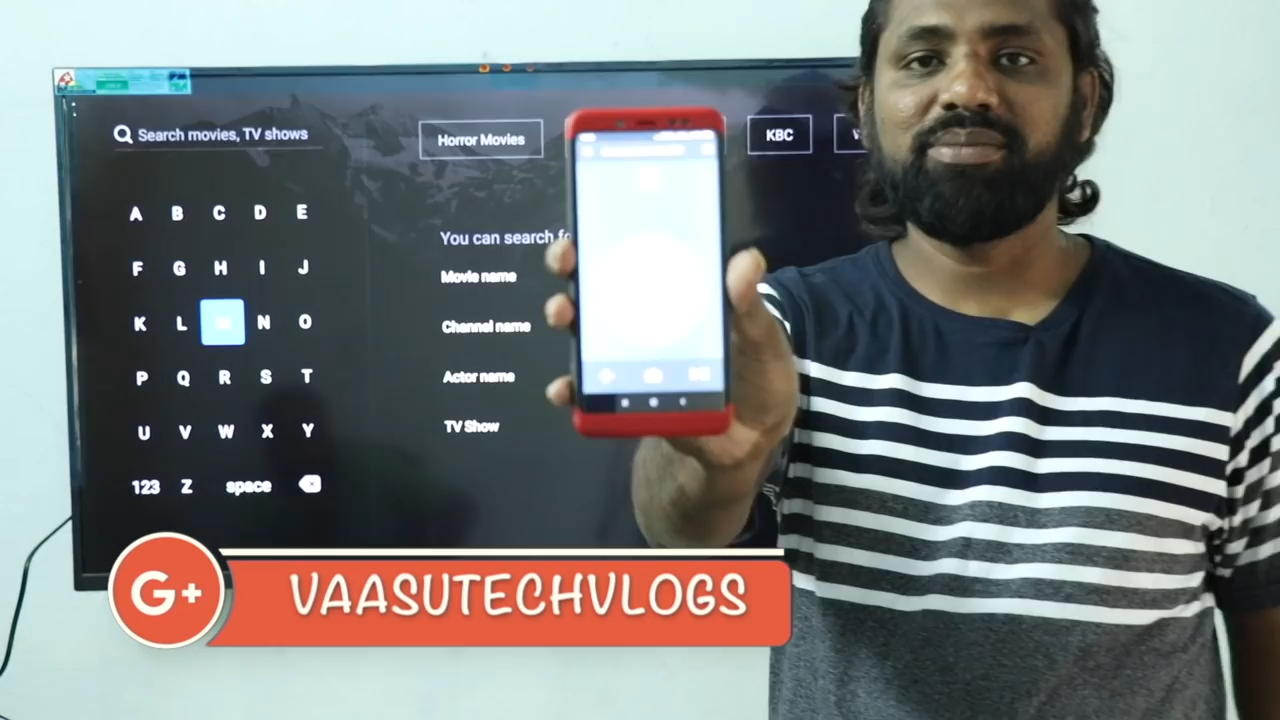 Search movies, TV shows
Horror Movies
KBC
A B C D E
F G H I J
K L N O
P Q R S T
U V W X Y
123 Z space
You can search
Movie name
Channel name
Actor name
TV Show
G+
VAASUTECHVLOGS